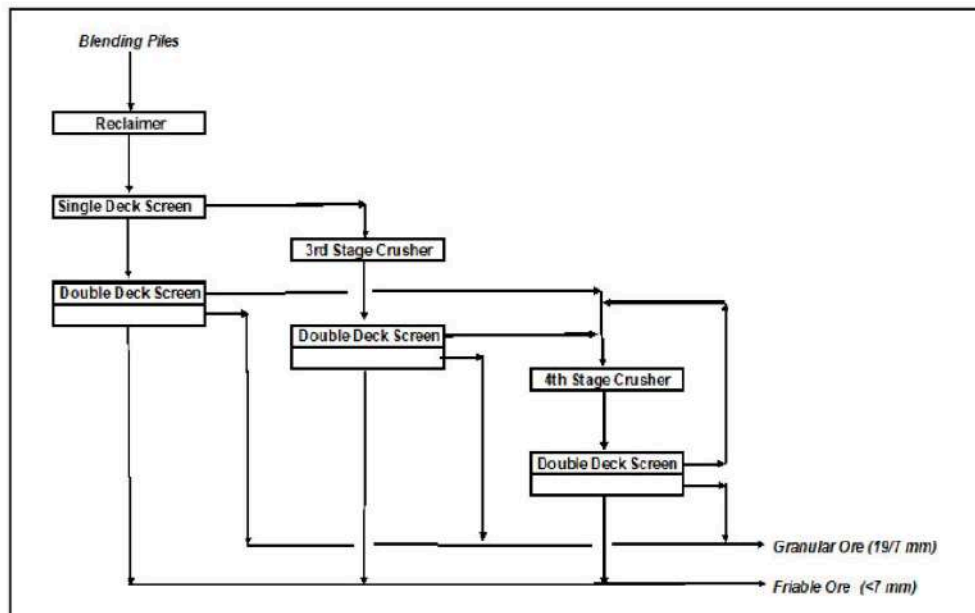 Blending Piles
Reclaimer
Single Deck Screen
3rd Stage Crusher
Double Deck Screen
Double Deck Screen
4th Stage Crusher
Double Deck Screen
Granular Ore (19/7 mm)
Friable Ore (<7 mm)